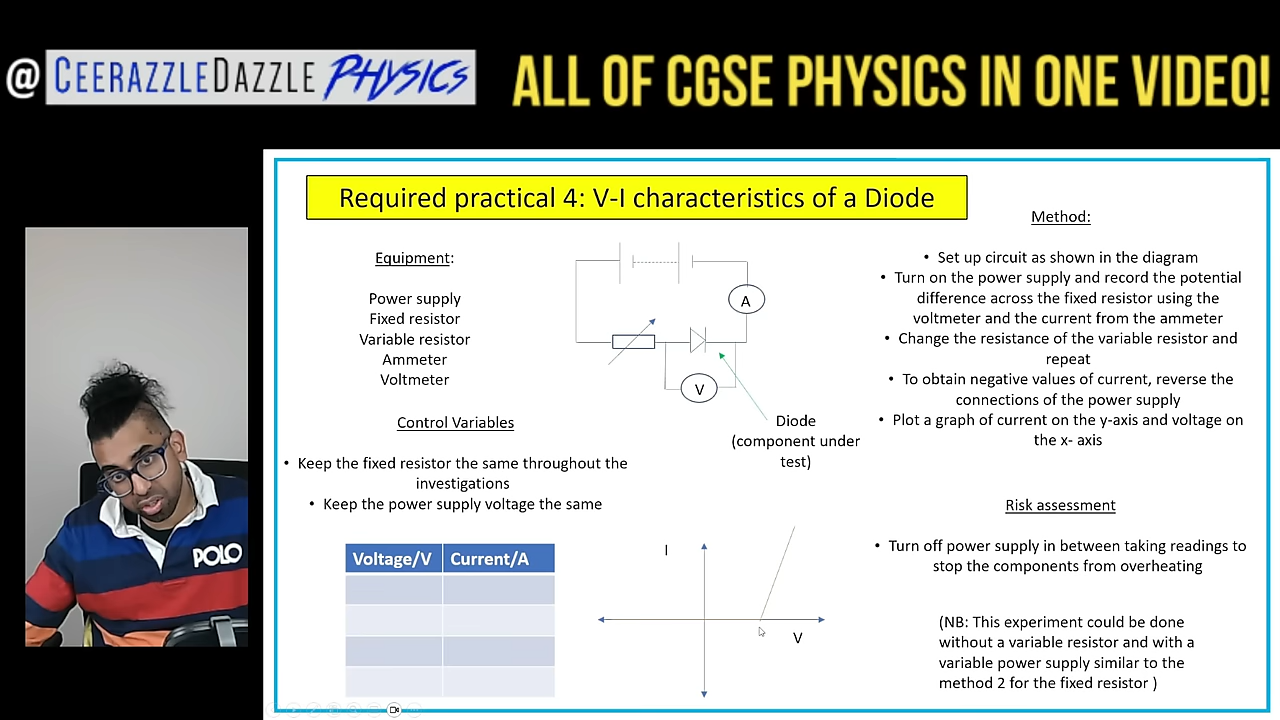 @ CEERAZZLEDAZZLE PHYSICS
ALL OF CGSE PHYSICS IN ONE VIDEO!
Required practical 4: V-I characteristics of a Diode
Equipment:
Power supply
Fixed resistor
Variable resistor
Ammeter
Voltmeter
Control Variables
• Keep the fixed resistor the same throughout the
investigations
• Keep the power supply voltage the same
Voltage/V Current/A
A
V
Diode
(component under
test)
I
V
Method:
• Set up circuit as shown in the diagram
• Turn on the power supply and record the potential
difference across the fixed resistor using the
voltmeter and the current from the ammeter
• Change the resistance of the variable resistor and
repeat
• To obtain negative values of current, reverse the
connections of the power supply
• Plot a graph of current on the y-axis and voltage on
the x- axis
Risk assessment
• Turn off power supply in between taking readings to
stop the components from overheating
(NB: This experiment could be done
without a variable resistor and with a
variable power supply similar to the
method 2 for the fixed resistor )
POLO